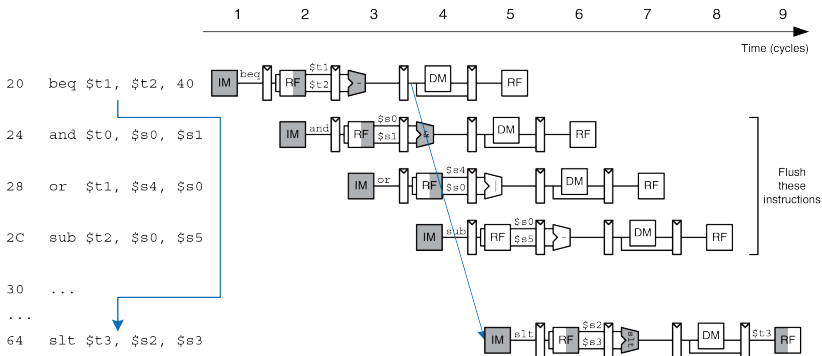 1 2 3 4 5 6 7 8 9
Time (cycles)
20 beq $t1, $t2, 40 IM beq RF $t1 $t2 - DM RF
24 and $t0, $s0, $s1 IM and RF $s0 $s1 & DM RF
28 or $t1, $s4, $s0 IM or RF $s4 $s0 | DM RF
2C sub $t2, $s0, $s5 IM sub RF $s0 $s5 - DM RF
Flush
these
instructions
30 ...
...
64 slt $t3, $s2, $s3 IM slt RF $s2 $s3 slt DM $t3 RF